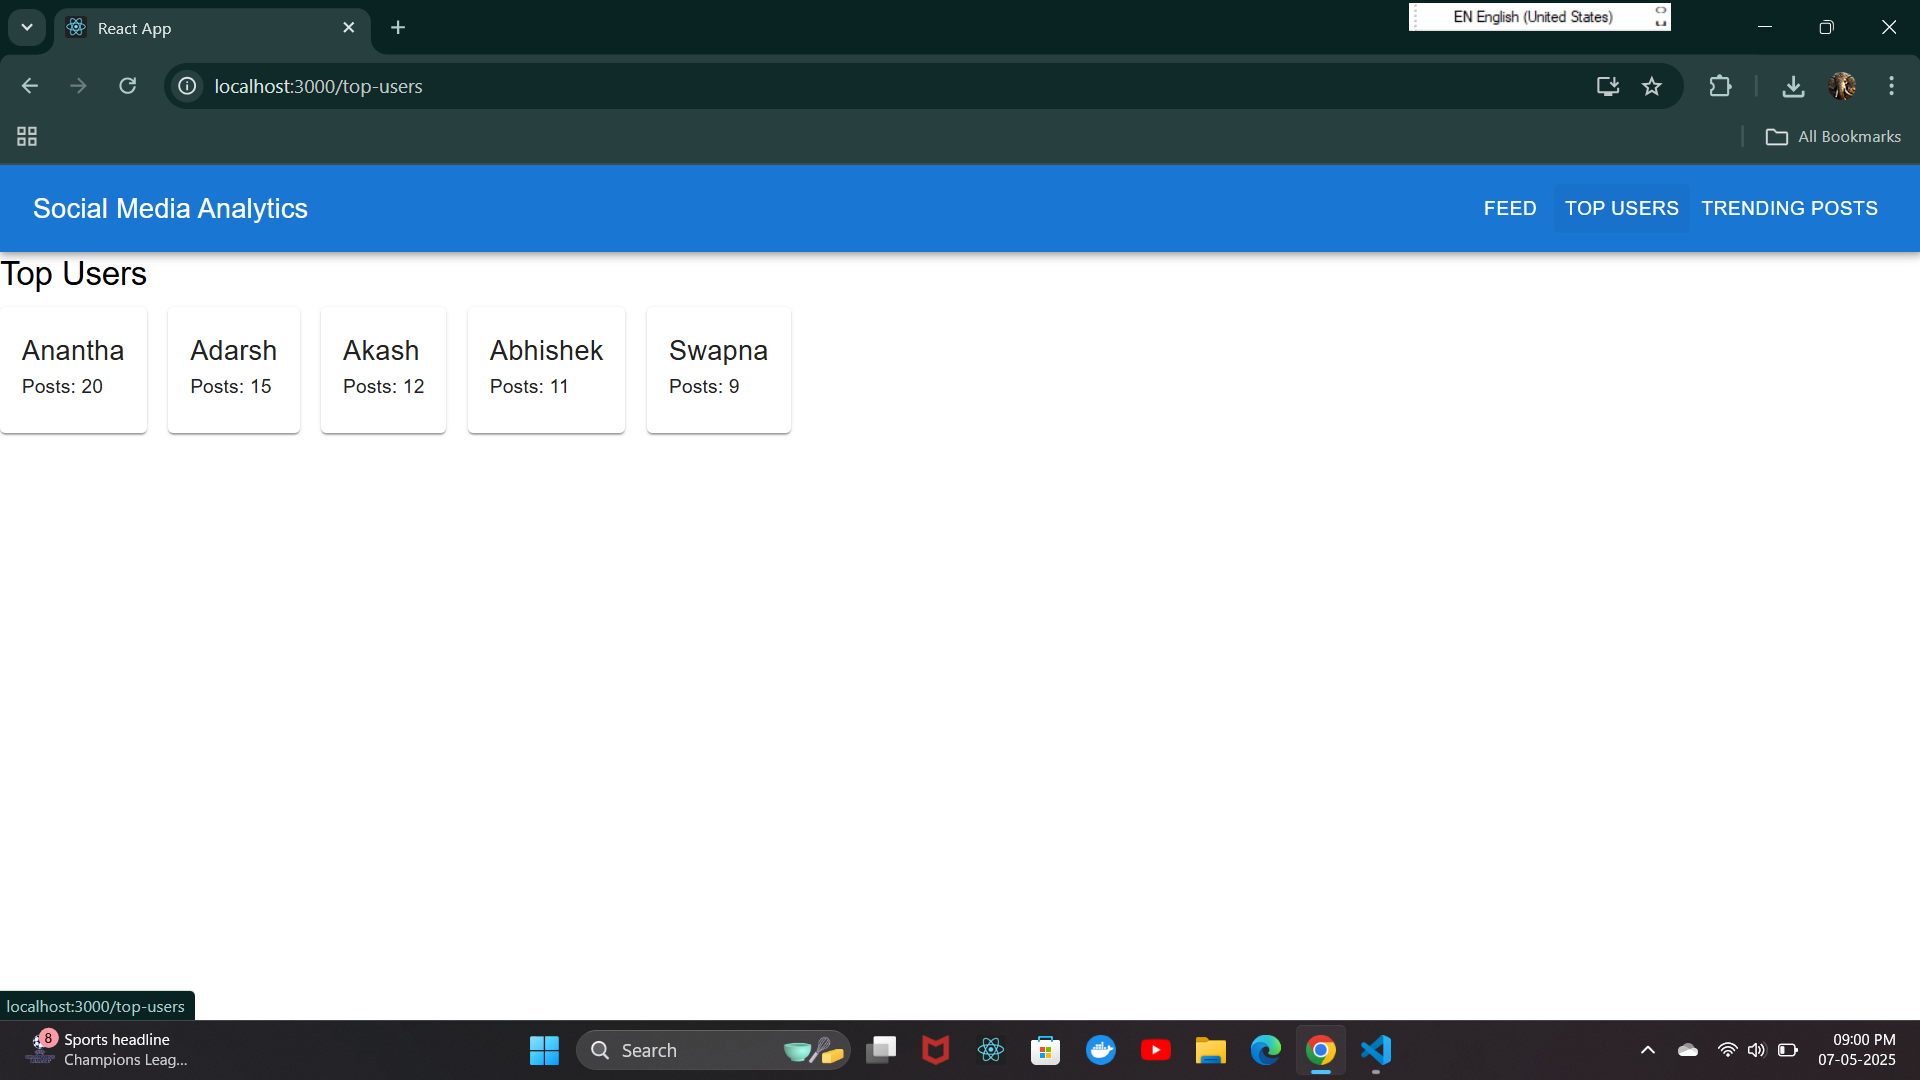 React App
EN English (United States)
localhost:3000/top-users
All Bookmarks
Social Media Analytics
FEED
TOP USERS
TRENDING POSTS
Top Users
Anantha
Posts: 20
Adarsh
Posts: 15
Akash
Posts: 12
Abhishek
Posts: 11
Swapna
Posts: 9
localhost:3000/top-users
8
Sports headline
Champions Leag...
Search
09:00 PM
07-05-2025